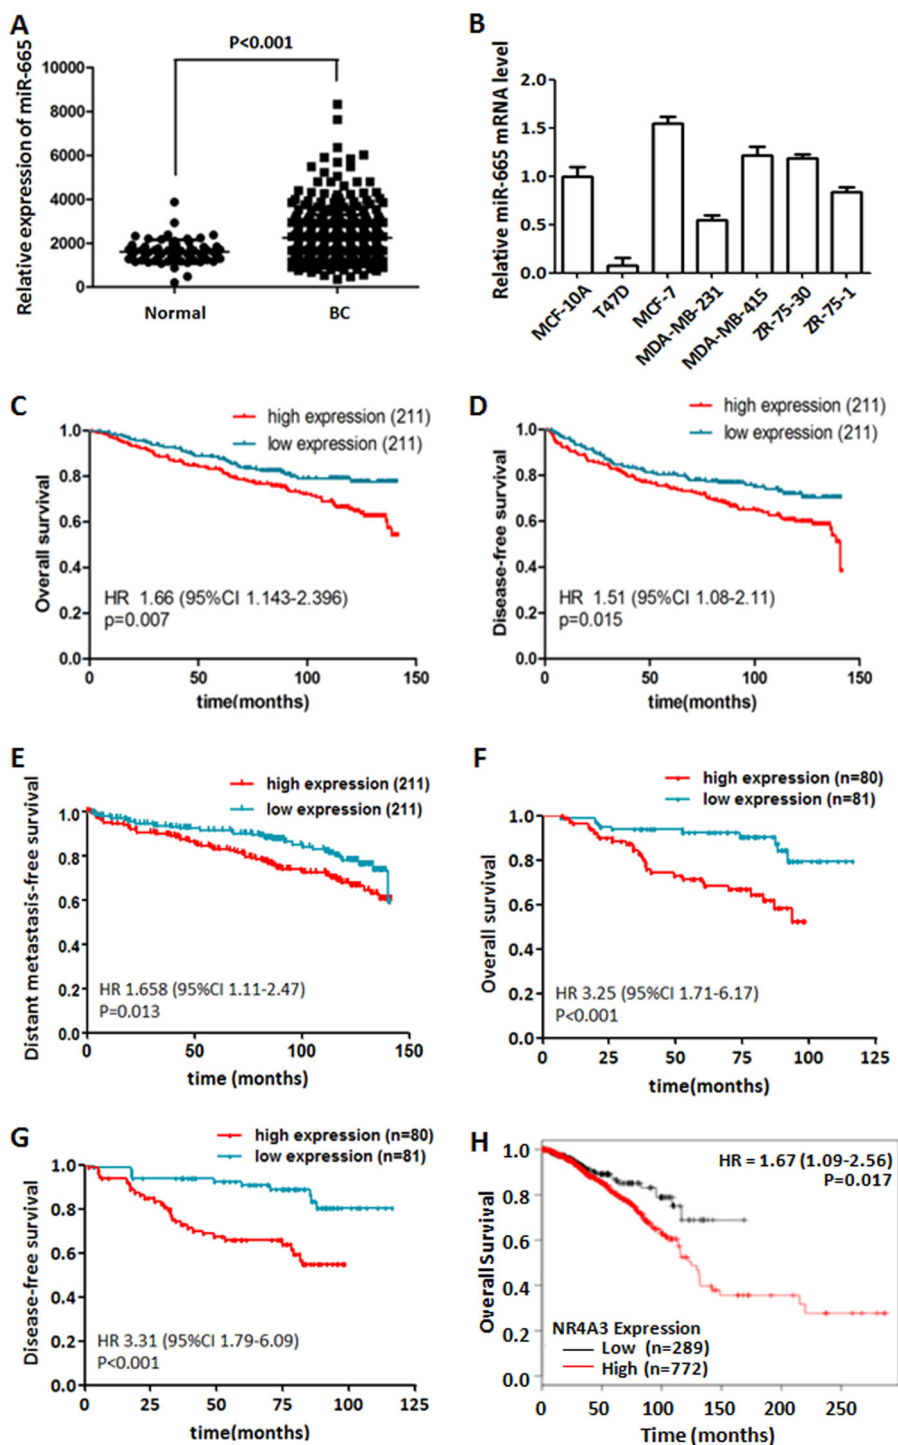 A
P<0.001
Relative expression of miR-665
10000
8000
6000
4000
2000
0
Normal
BC
B
Relative miR-665 mRNA level
2.0
1.5
1.0
0.5
0.0
MCF-10A
T47D
MCF-7
MDA-MB-231
MDA-MB-415
ZR-75-30
ZR-75-1
C
high expression (211)
low expression (211)
Overall survival
1.0
0.8
0.6
0.4
0.2
0.0
HR 1.66 (95%CI 1.143-2.396)
p=0.007
0
50
100
150
time(months)
D
high expression (211)
low expression (211)
Disease-free survival
1.0
0.8
0.6
0.4
0.2
0.0
HR 1.51 (95%CI 1.08-2.11)
p=0.015
0
50
100
150
time(months)
E
high expression (211)
low expression (211)
Distant metastasis-free survival
1.0
0.8
0.6
0.4
0.2
0.0
HR 1.658 (95%CI 1.11-2.47)
P=0.013
0
50
100
150
time (months)
F
high expression (n=80)
low expression (n=81)
Overall survival
1.0
0.8
0.6
0.4
0.2
0.0
HR 3.25 (95%CI 1.71-6.17)
P<0.001
0
25
50
75
100
125
time(months)
G
high expression (n=80)
low expression (n=81)
Disease-free survival
1.0
0.8
0.6
0.4
0.2
0.0
HR 3.31 (95%CI 1.79-6.09)
P<0.001
0
25
50
75
100
125
time(months)
H
HR = 1.67 (1.09-2.56)
P=0.017
Overall Survival
1.0
0.8
0.6
0.4
0.2
0.0
NR4A3 Expression
Low (n=289)
High (n=772)
0
50
100
150
200
250
Time (months)